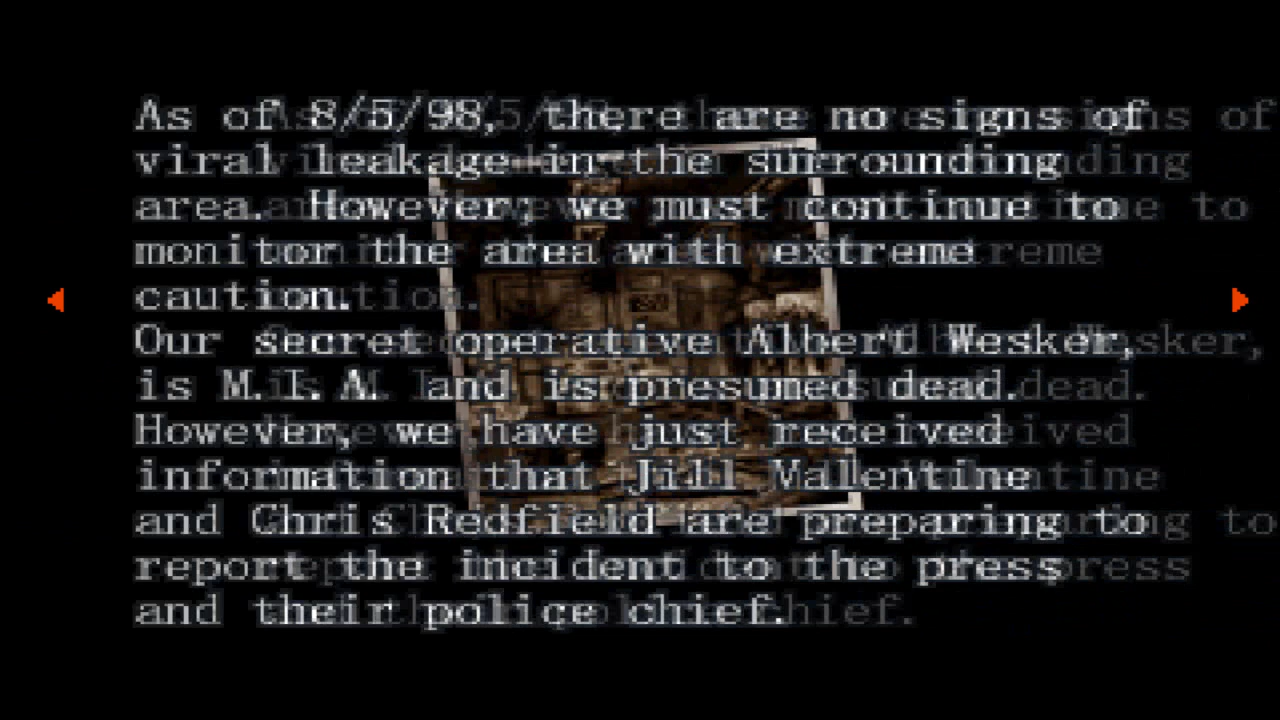 As of 8/5/98, there are no signs of
viral leakage in the surrounding
area. However, we must continue to
monitor the area with extreme
caution.
Our secret operative Albert Wesker,
is M.I.A. and is presumed dead.
However, we have just received
information that Jill Valentine
and Chris Redfield are preparing to
report the incident to the press
and their police chief.